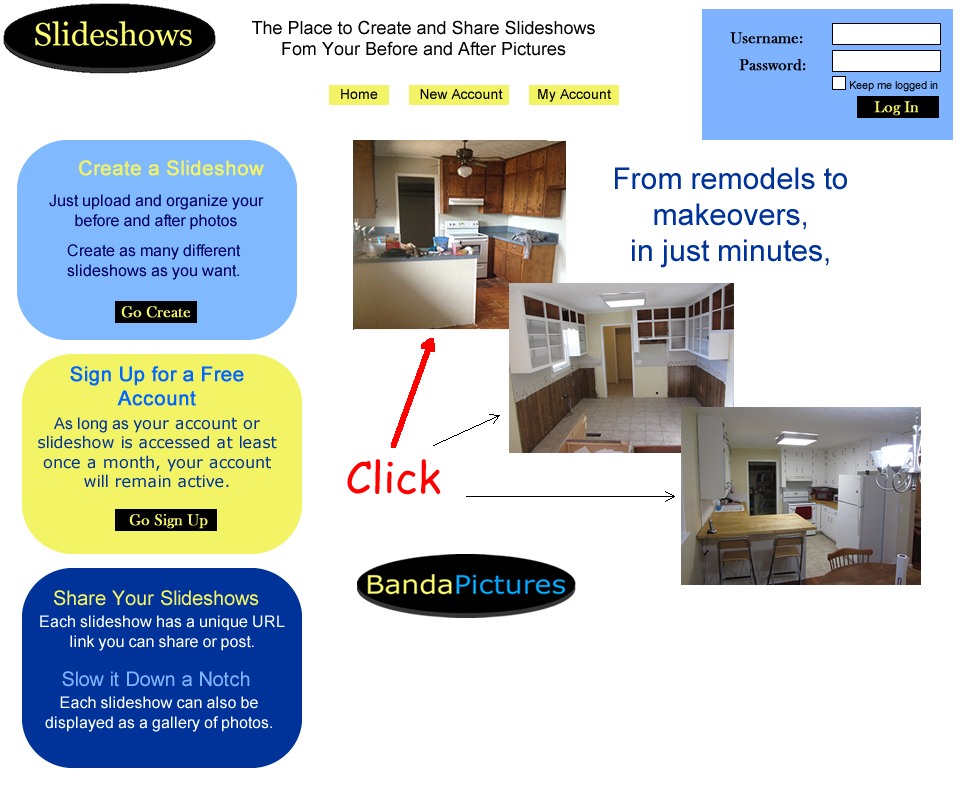 Slideshows
The Place to Create and Share Slideshows
Fom Your Before and After Pictures
Home
New Account
My Account
Username:
Password:
Keep me logged in
Log In
Create a Slideshow
Just upload and organize your
before and after photos
Create as many different
slideshows as you want.
Go Create
Sign Up for a Free
Account
As long as your account or
slideshow is accessed at least
once a month, your account
will remain active.
Go Sign Up
Share Your Slideshows
Each slideshow has a unique URL
link you can share or post.
Slow it Down a Notch
Each slideshow can also be
displayed as a gallery of photos.
From remodels to
makeovers,
in just minutes,
Click
BandaPictures